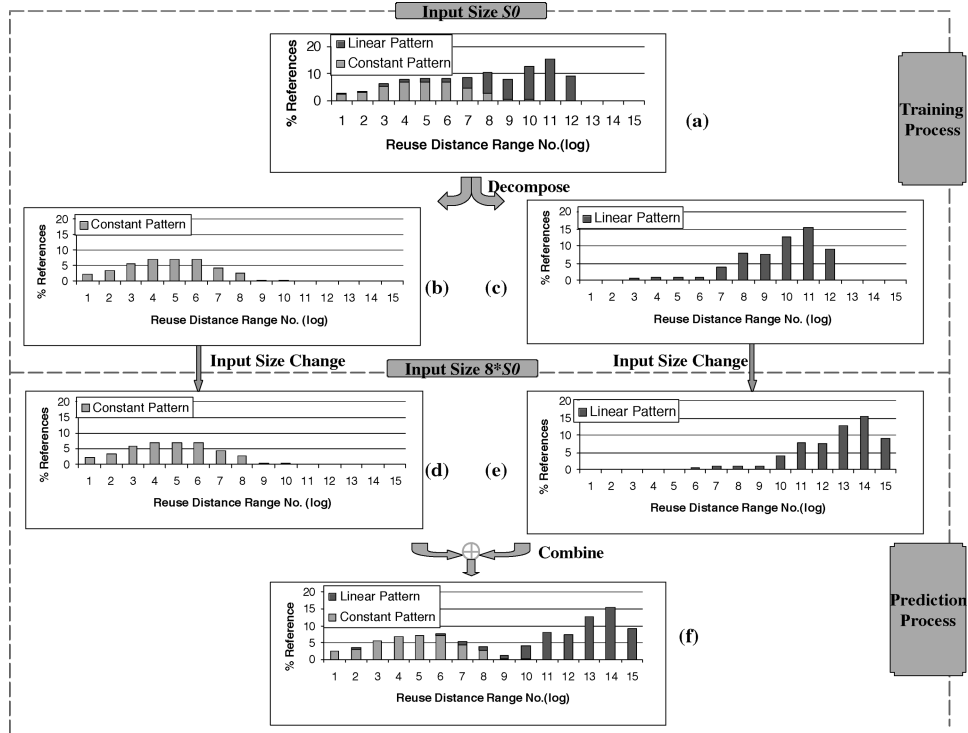 Input Size S0
20
10
0
% References
Linear Pattern
Constant Pattern
1 2 3 4 5 6 7 8 9 10 11 12 13 14 15
Reuse Distance Range No.(log)
(a)
Training
Process
Decompose
20
15
10
5
0
% References
Constant Pattern
1 2 3 4 5 6 7 8 9 10 11 12 13 14 15
Reuse Distance Range No. (log)
(b)
(c)
20
15
10
5
0
% References
Linear Pattern
1 2 3 4 5 6 7 8 9 10 11 12 13 14 15
Reuse Distance Range No. (log)
Input Size Change
Input Size Change
Input Size 8*S0
20
15
10
5
0
% References
Constant Pattern
1 2 3 4 5 6 7 8 9 10 11 12 13 14 15
Reuse Distance Range No. (log)
(d)
(e)
20
15
10
5
0
% References
Linear Pattern
1 2 3 4 5 6 7 8 9 10 11 12 13 14 15
Reuse Distance Range No.(log)
Combine
20
15
10
5
0
% Reference
Linear Pattern
Constant Pattern
1 2 3 4 5 6 7 8 9 10 11 12 13 14 15
Reuse Distance Range No.(log)
(f)
Prediction
Process